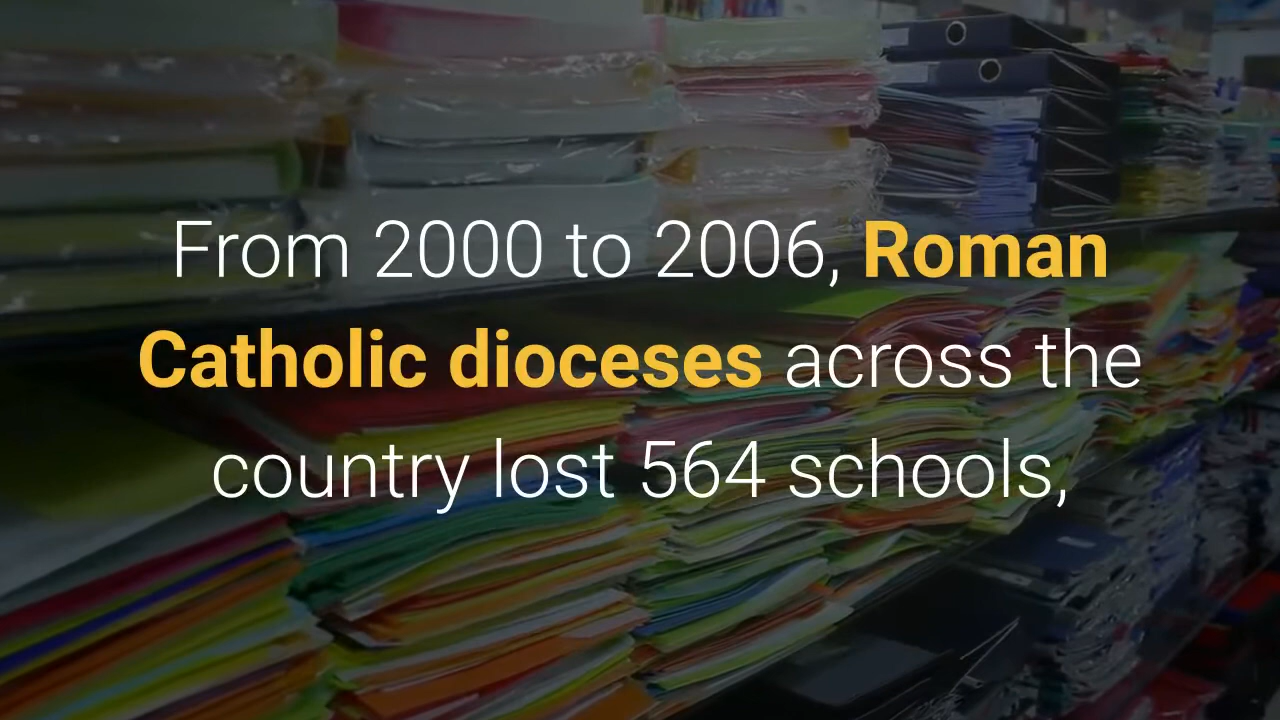 From 2000 to 2006, Roman
Catholic dioceses across the
country lost 564 schools,